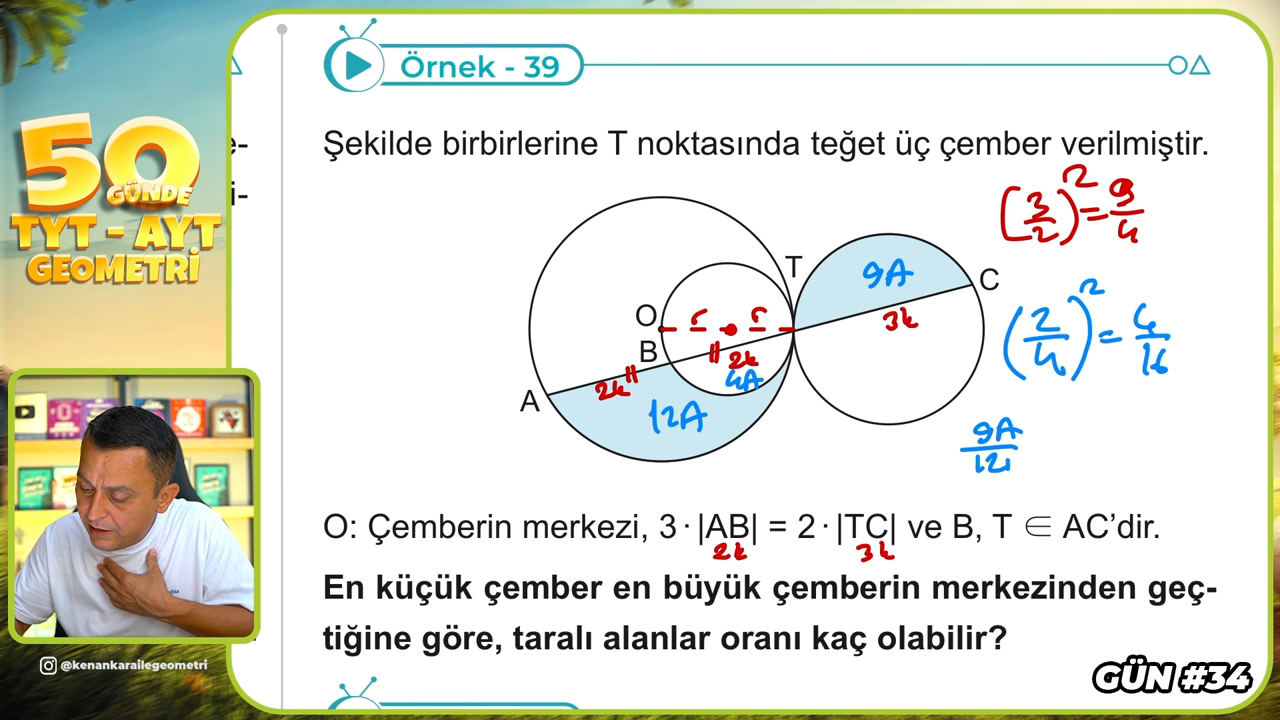 50
GÜNDE
TYT - AYT
GEOMETRİ
@kenankarailegeometri
e-
i-
Örnek - 39
Şekilde birbirlerine T noktasında teğet üç çember verilmiştir.
(3/2)² = 9/4
T
9A
C
O
r
r
3k
(2/4)² = 4/16
B
2k
4A
A
2k
12A
9A/12
O: Çemberin merkezi, 3 · |AB| = 2 · |TC| ve B, T ∈ AC’dir.
2k
3k
En küçük çember en büyük çemberin merkezinden geç-
tiğine göre, taralı alanlar oranı kaç olabilir?
GÜN #34